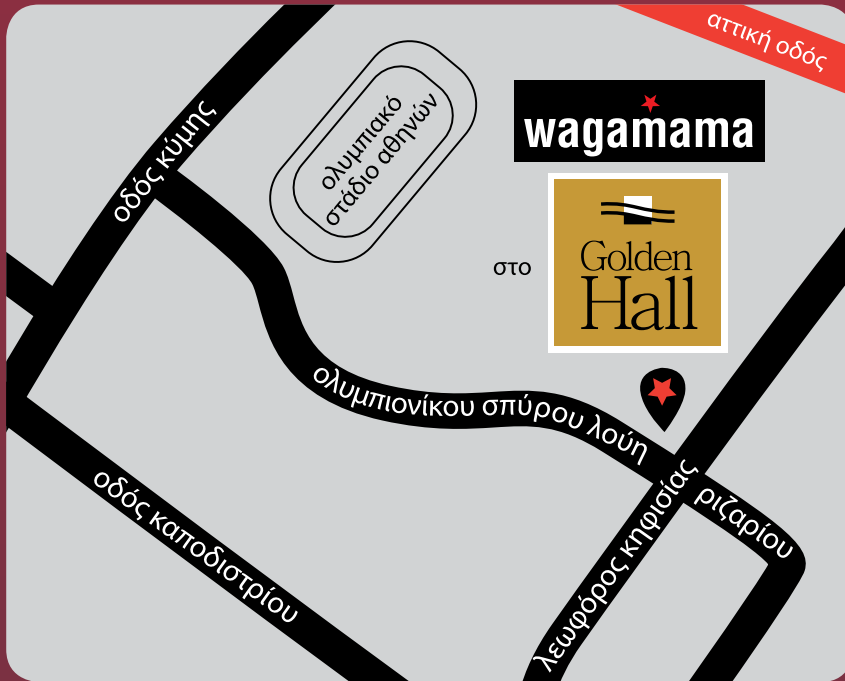 αττική οδός
wagamama
οδός κύμης
ολυμπιακό
στάδιο αθηνών
στο
Golden
Hall
ολυμπιονίκου σπύρου λούη
ριζαρίου
λεωφόρος κηφισίας
οδός καποδιστρίου